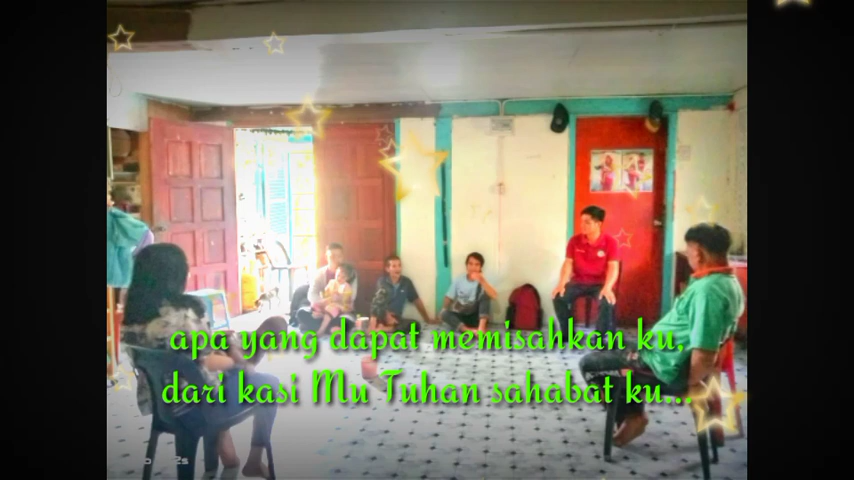 apa yang dapat memisahkan ku,
dari kasi Mu Tuhan sahabat ku...